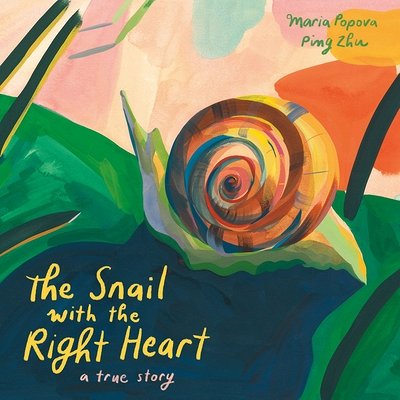 Maria Popova
Ping Zhu
the Snail
with the
Right Heart
a true story